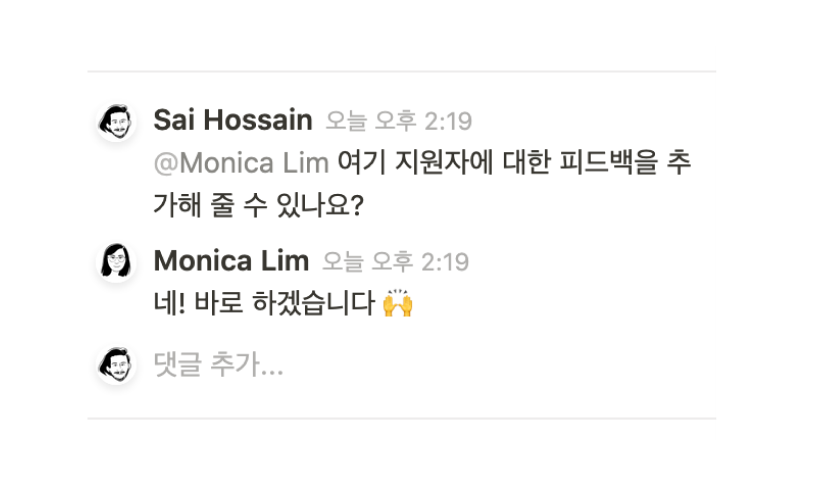 Sai Hossain 오늘 오후 2:19
@Monica Lim 여기 지원자에 대한 피드백을 추
가해 줄 수 있나요?
Monica Lim 오늘 오후 2:19
네! 바로 하겠습니다 🙌
댓글 추가...